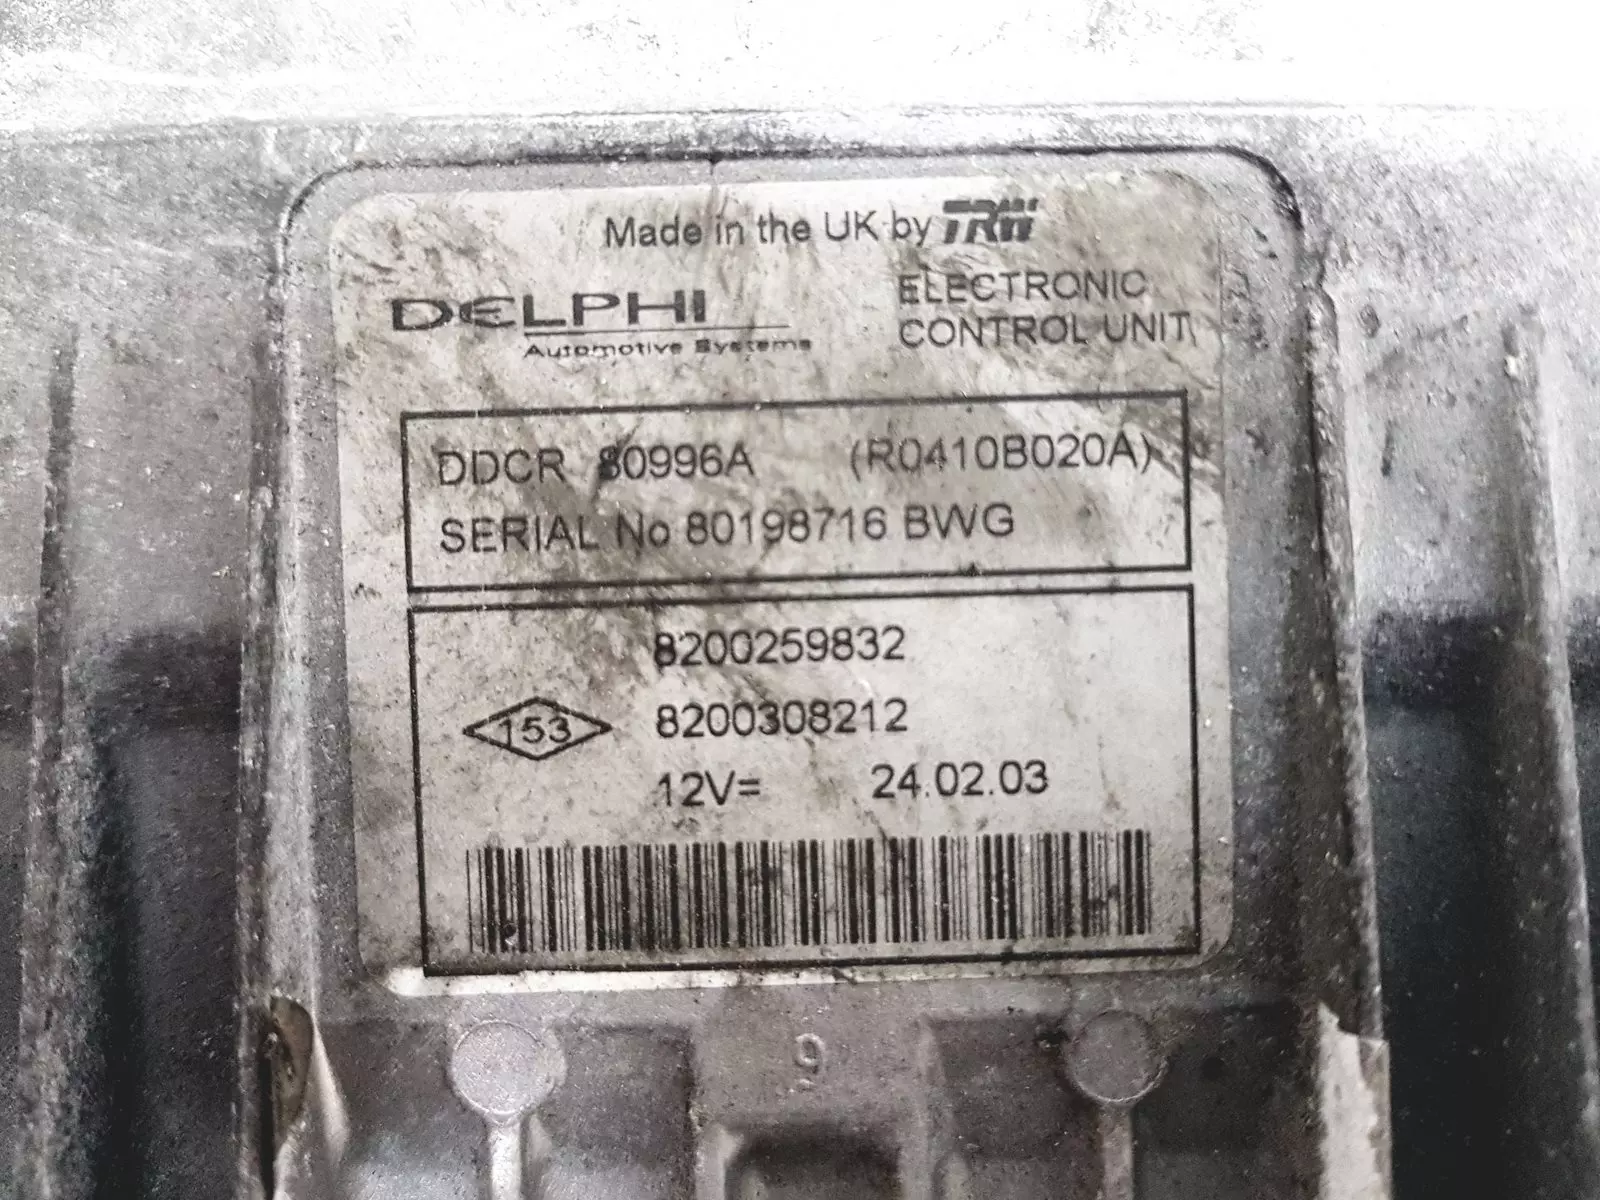 Made in the UK by TRW
DELPHI
Automotive Systems
ELECTRONIC
CONTROL UNIT
DDCR 80996A (R0410B020A)
SERIAL No 80198716 BWG
8200259832
153
8200308212
12V= 24.02.03
9